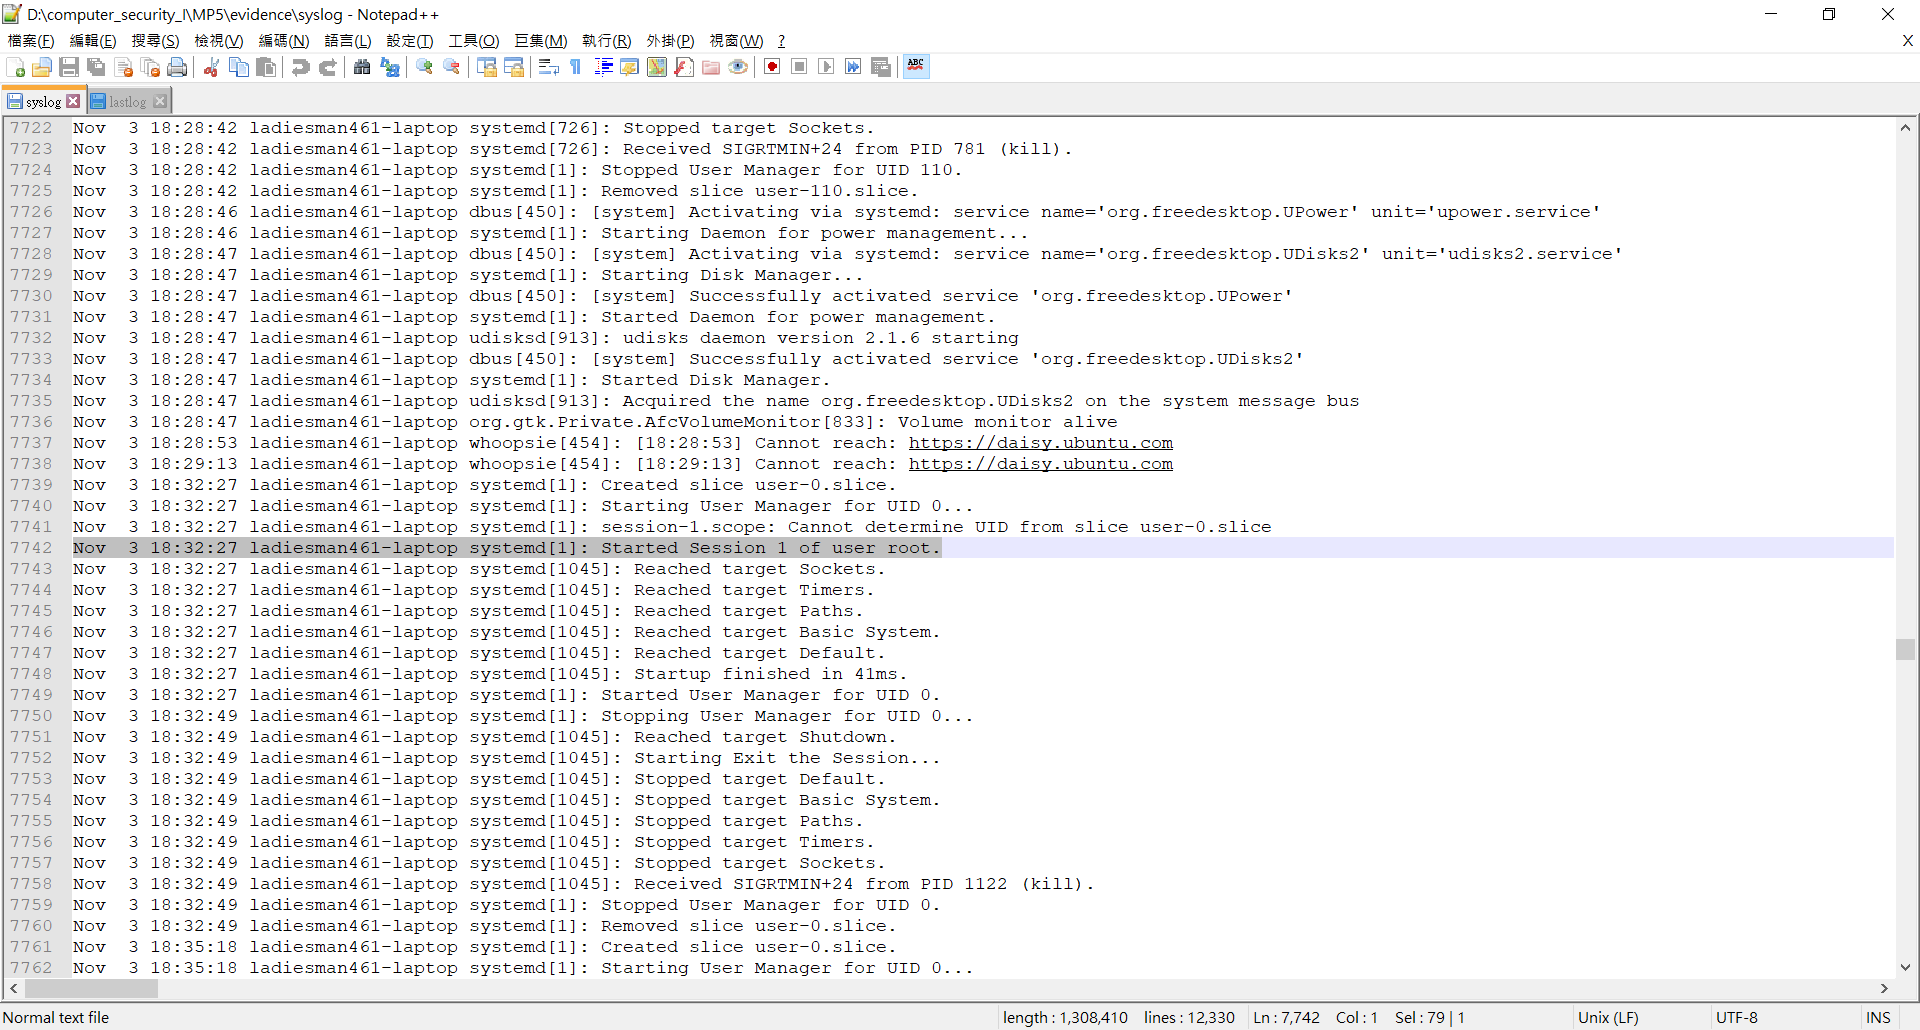 D:\computer_security_I\MP5\evidence\syslog - Notepad++
檔案(F) 編輯(E) 搜尋(S) 檢視(V) 編碼(N) 語言(L) 設定(T) 工具(O) 巨集(M) 執行(R) 外掛(P) 視窗(W) ? X
ABC
syslog lastlog
7722 Nov  3 18:28:42 ladiesman461-laptop systemd[726]: Stopped target Sockets.
7723 Nov  3 18:28:42 ladiesman461-laptop systemd[726]: Received SIGRTMIN+24 from PID 781 (kill).
7724 Nov  3 18:28:42 ladiesman461-laptop systemd[1]: Stopped User Manager for UID 110.
7725 Nov  3 18:28:42 ladiesman461-laptop systemd[1]: Removed slice user-110.slice.
7726 Nov  3 18:28:46 ladiesman461-laptop dbus[450]: [system] Activating via systemd: service name='org.freedesktop.UPower' unit='upower.service'
7727 Nov  3 18:28:46 ladiesman461-laptop systemd[1]: Starting Daemon for power management...
7728 Nov  3 18:28:47 ladiesman461-laptop dbus[450]: [system] Activating via systemd: service name='org.freedesktop.UDisks2' unit='udisks2.service'
7729 Nov  3 18:28:47 ladiesman461-laptop systemd[1]: Starting Disk Manager...
7730 Nov  3 18:28:47 ladiesman461-laptop dbus[450]: [system] Successfully activated service 'org.freedesktop.UPower'
7731 Nov  3 18:28:47 ladiesman461-laptop systemd[1]: Started Daemon for power management.
7732 Nov  3 18:28:47 ladiesman461-laptop udisksd[913]: udisks daemon version 2.1.6 starting
7733 Nov  3 18:28:47 ladiesman461-laptop dbus[450]: [system] Successfully activated service 'org.freedesktop.UDisks2'
7734 Nov  3 18:28:47 ladiesman461-laptop systemd[1]: Started Disk Manager.
7735 Nov  3 18:28:47 ladiesman461-laptop udisksd[913]: Acquired the name org.freedesktop.UDisks2 on the system message bus
7736 Nov  3 18:28:47 ladiesman461-laptop org.gtk.Private.AfcVolumeMonitor[833]: Volume monitor alive
7737 Nov  3 18:28:53 ladiesman461-laptop whoopsie[454]: [18:28:53] Cannot reach: https://daisy.ubuntu.com
7738 Nov  3 18:29:13 ladiesman461-laptop whoopsie[454]: [18:29:13] Cannot reach: https://daisy.ubuntu.com
7739 Nov  3 18:32:27 ladiesman461-laptop systemd[1]: Created slice user-0.slice.
7740 Nov  3 18:32:27 ladiesman461-laptop systemd[1]: Starting User Manager for UID 0...
7741 Nov  3 18:32:27 ladiesman461-laptop systemd[1]: session-1.scope: Cannot determine UID from slice user-0.slice
7742 Nov  3 18:32:27 ladiesman461-laptop systemd[1]: Started Session 1 of user root.
7743 Nov  3 18:32:27 ladiesman461-laptop systemd[1045]: Reached target Sockets.
7744 Nov  3 18:32:27 ladiesman461-laptop systemd[1045]: Reached target Timers.
7745 Nov  3 18:32:27 ladiesman461-laptop systemd[1045]: Reached target Paths.
7746 Nov  3 18:32:27 ladiesman461-laptop systemd[1045]: Reached target Basic System.
7747 Nov  3 18:32:27 ladiesman461-laptop systemd[1045]: Reached target Default.
7748 Nov  3 18:32:27 ladiesman461-laptop systemd[1045]: Startup finished in 41ms.
7749 Nov  3 18:32:27 ladiesman461-laptop systemd[1]: Started User Manager for UID 0.
7750 Nov  3 18:32:49 ladiesman461-laptop systemd[1]: Stopping User Manager for UID 0...
7751 Nov  3 18:32:49 ladiesman461-laptop systemd[1045]: Reached target Shutdown.
7752 Nov  3 18:32:49 ladiesman461-laptop systemd[1045]: Starting Exit the Session...
7753 Nov  3 18:32:49 ladiesman461-laptop systemd[1045]: Stopped target Default.
7754 Nov  3 18:32:49 ladiesman461-laptop systemd[1045]: Stopped target Basic System.
7755 Nov  3 18:32:49 ladiesman461-laptop systemd[1045]: Stopped target Paths.
7756 Nov  3 18:32:49 ladiesman461-laptop systemd[1045]: Stopped target Timers.
7757 Nov  3 18:32:49 ladiesman461-laptop systemd[1045]: Stopped target Sockets.
7758 Nov  3 18:32:49 ladiesman461-laptop systemd[1045]: Received SIGRTMIN+24 from PID 1122 (kill).
7759 Nov  3 18:32:49 ladiesman461-laptop systemd[1]: Stopped User Manager for UID 0.
7760 Nov  3 18:32:49 ladiesman461-laptop systemd[1]: Removed slice user-0.slice.
7761 Nov  3 18:35:18 ladiesman461-laptop systemd[1]: Created slice user-0.slice.
7762 Nov  3 18:35:18 ladiesman461-laptop systemd[1]: Starting User Manager for UID 0...
Normal text file length : 1,308,410 lines : 12,330 Ln : 7,742 Col : 1 Sel : 79 | 1 Unix (LF) UTF-8 INS